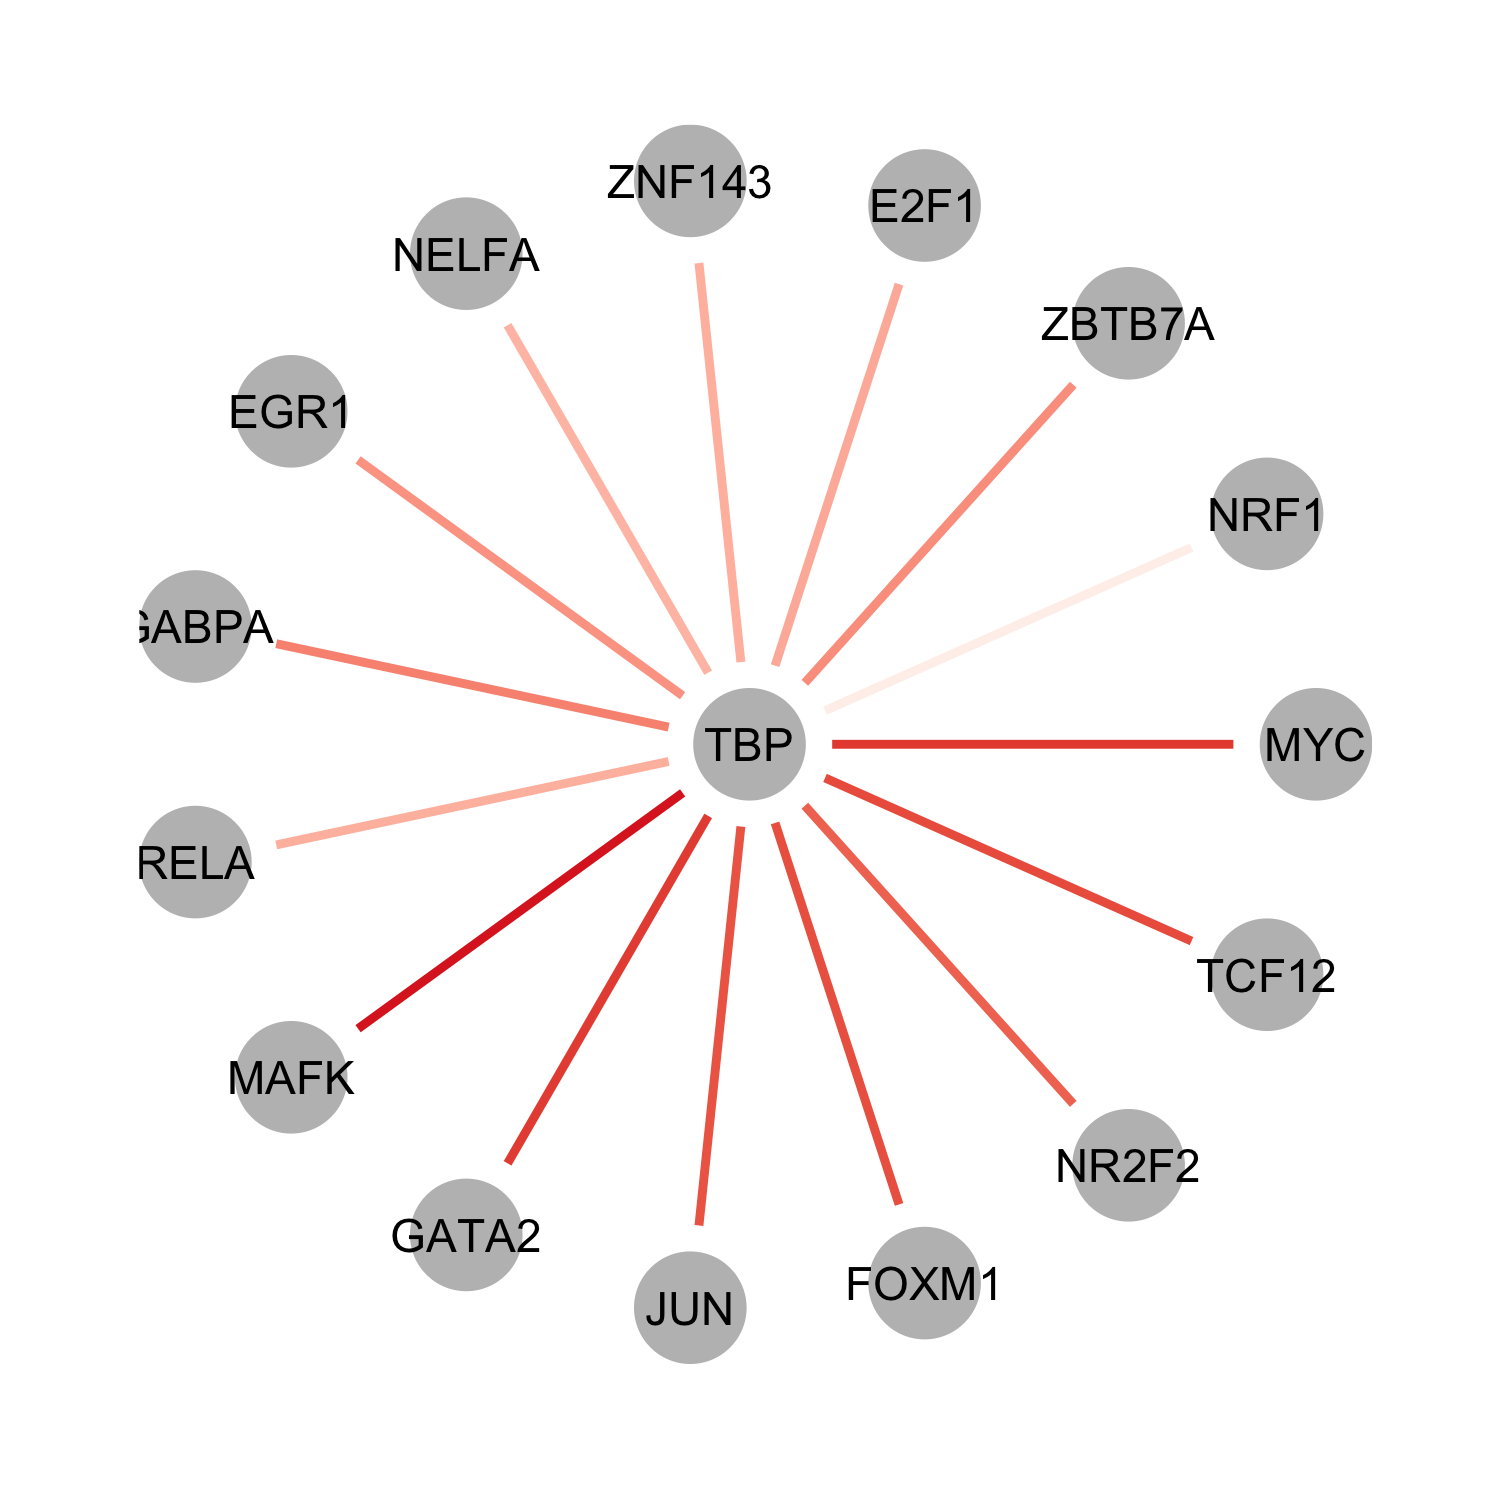 ZNF143
E2F1
NELFA
ZBTB7A
EGR1
NRF1
GABPA
TBP
MYC
RELA
TCF12
MAFK
NR2F2
GATA2
FOXM1
JUN